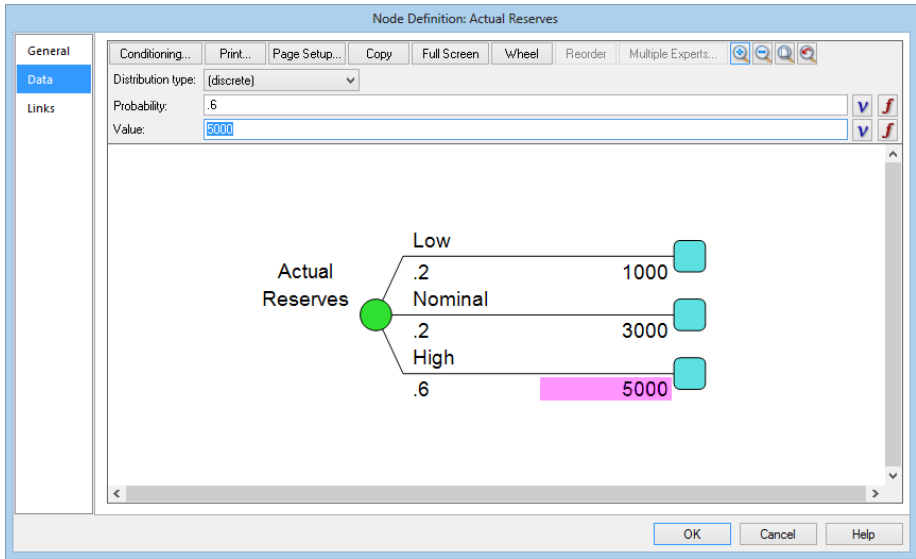 Node Definition: Actual Reserves
General
Data
Links
Conditioning... Print... Page Setup... Copy Full Screen Wheel Reorder Multiple Experts...
Distribution type: (discrete)
Probability: .6
Value: 5000
Actual
Reserves
Low
.2 1000
Nominal
.2 3000
High
.6 5000
OK Cancel Help